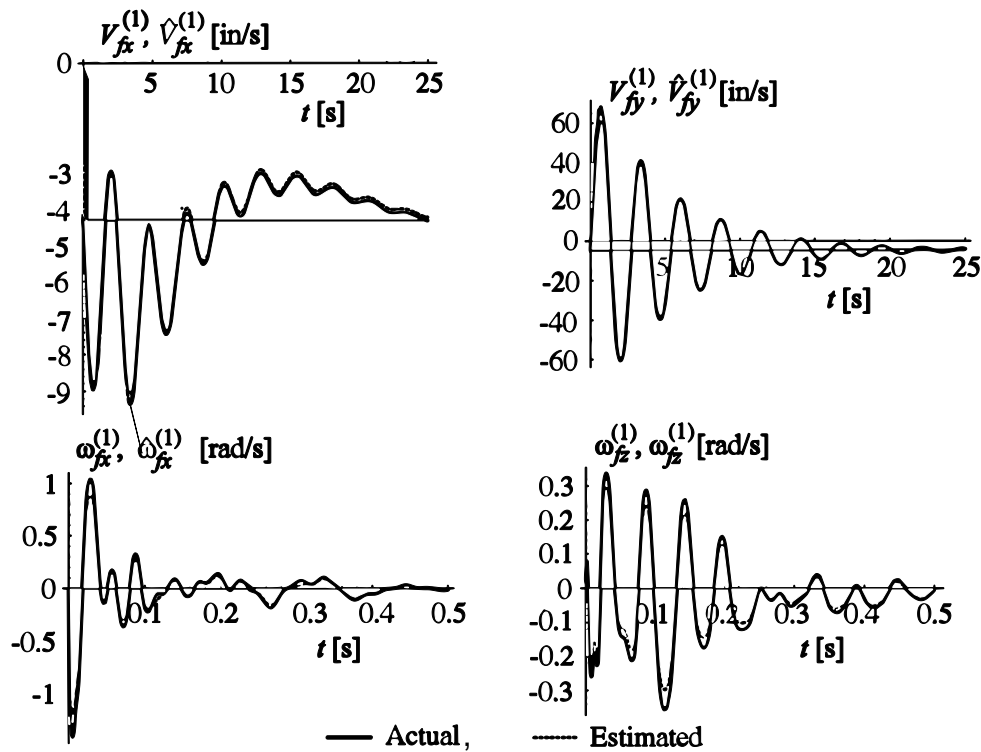 V_fx^(1), V̂_fx^(1) [in/s]
0
5 10 15 20 25
t [s]
-3
-4
-5
-6
-7
-8
-9
V_fy^(1), V̂_fy^(1) [in/s]
60
40
20
0
-20
-40
-60
5 10 15 20 25
t [s]
ω_fx^(1), ω̂_fx^(1) [rad/s]
1
0.5
0
-0.5
-1
0.1 0.2 0.3 0.4 0.5
t [s]
ω_fz^(1), ω_fz^(1) [rad/s]
0.3
0.2
0.1
0
-0.1
-0.2
-0.3
0.1 0.2 0.3 0.4 0.5
t [s]
Actual, Estimated